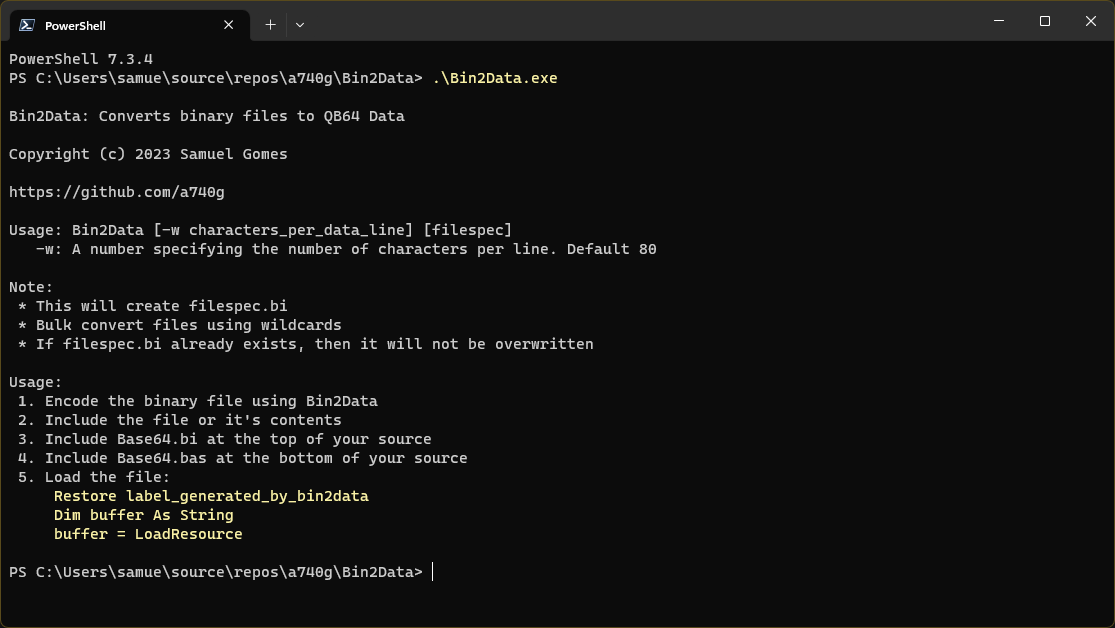 PowerShell
PowerShell 7.3.4
PS C:\Users\samue\source\repos\a740g\Bin2Data> .\Bin2Data.exe
Bin2Data: Converts binary files to QB64 Data
Copyright (c) 2023 Samuel Gomes
https://github.com/a740g
Usage: Bin2Data [-w characters_per_data_line] [filespec]
-w: A number specifying the number of characters per line. Default 80
Note:
* This will create filespec.bi
* Bulk convert files using wildcards
* If filespec.bi already exists, then it will not be overwritten
Usage:
1. Encode the binary file using Bin2Data
2. Include the file or it's contents
3. Include Base64.bi at the top of your source
4. Include Base64.bas at the bottom of your source
5. Load the file:
Restore label_generated_by_bin2data
Dim buffer As String
buffer = LoadResource
PS C:\Users\samue\source\repos\a740g\Bin2Data>